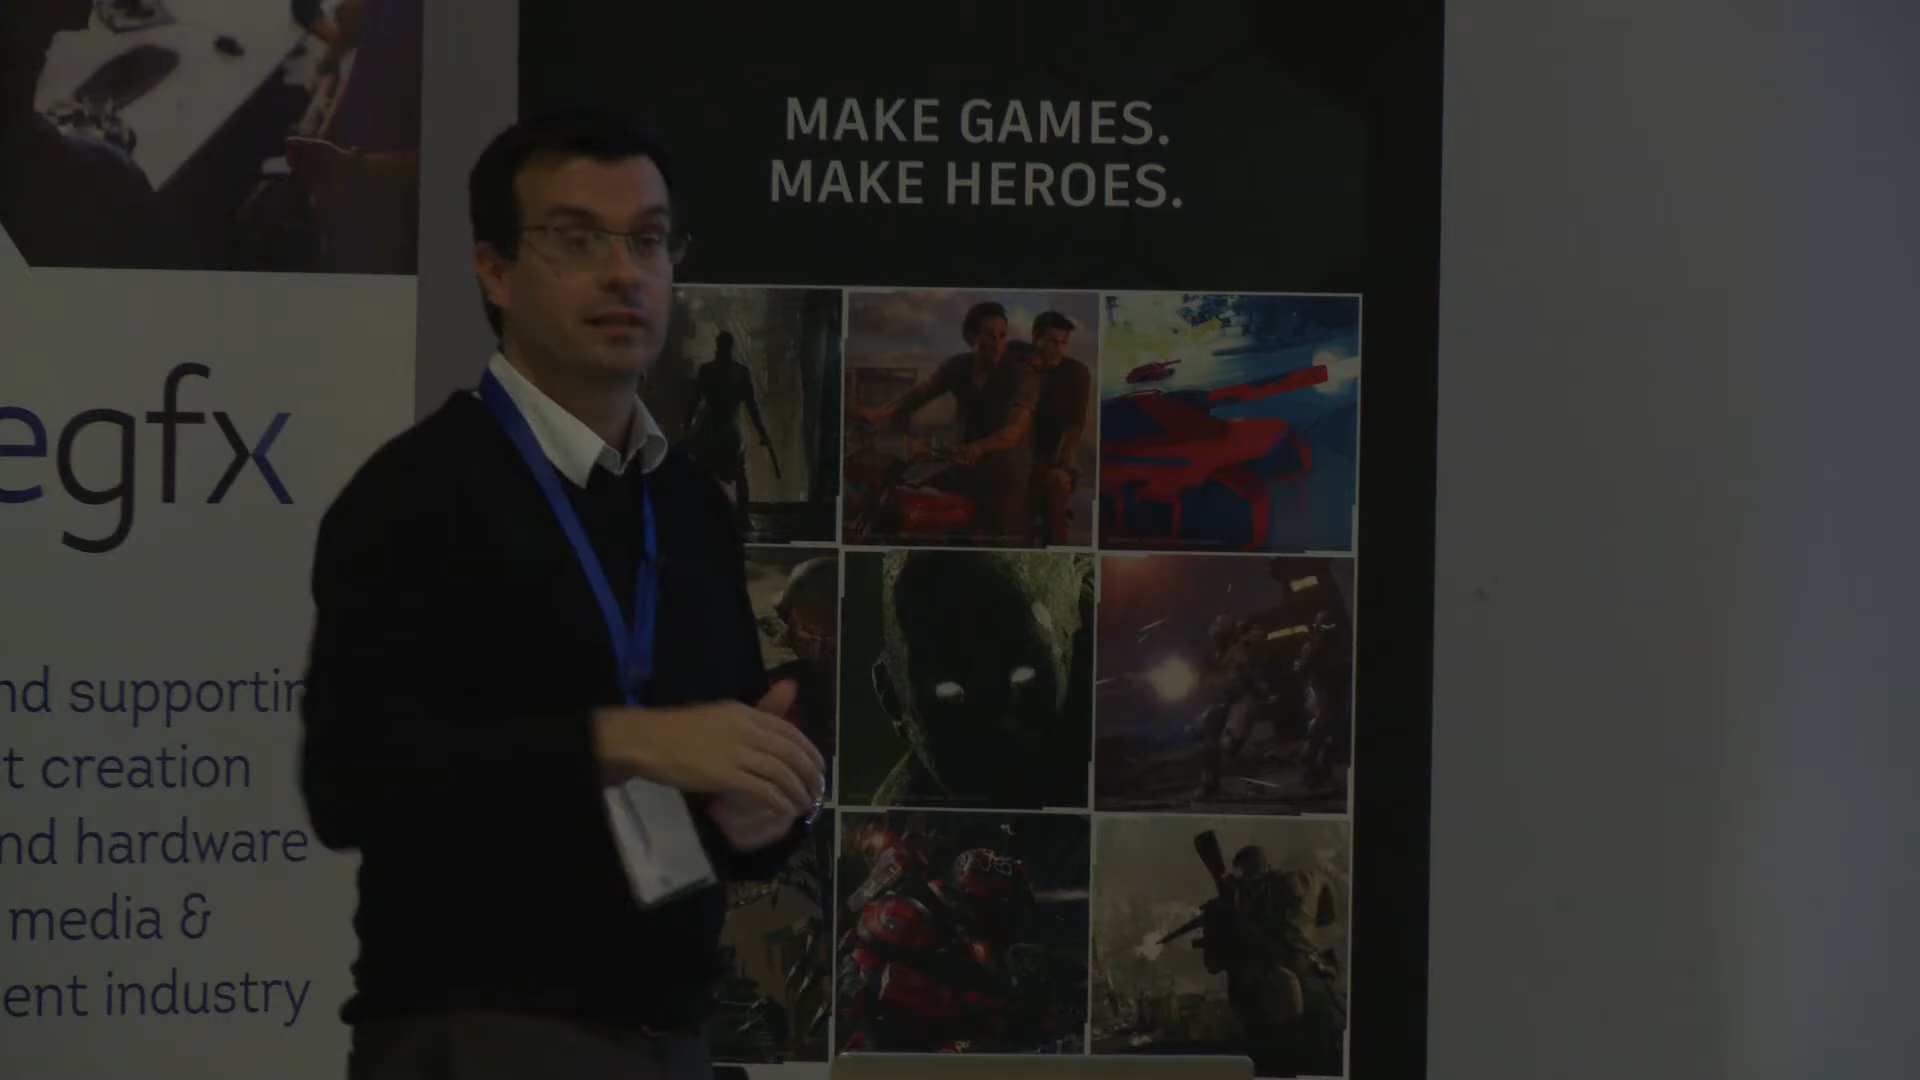 MAKE GAMES.
MAKE HEROES.
egfx
nd supportin
t creation
nd hardware
media &
ent industry